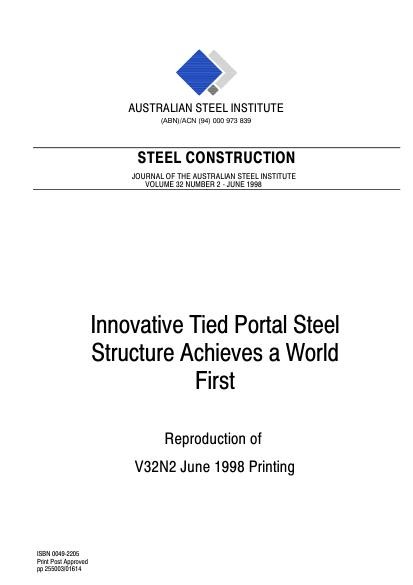 AUSTRALIAN STEEL INSTITUTE
(ABN)/ACN (94) 000 973 839
STEEL CONSTRUCTION
JOURNAL OF THE AUSTRALIAN STEEL INSTITUTE
VOLUME 32 NUMBER 2 - JUNE 1998
Innovative Tied Portal Steel
Structure Achieves a World
First
Reproduction of
V32N2 June 1998 Printing
ISBN 0049-2205
Print Post Approved
pp 255003/01614